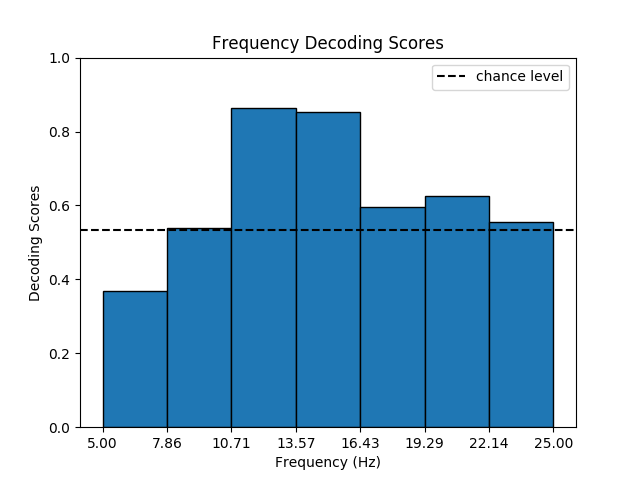 Frequency Decoding Scores
chance level
Decoding Scores
1.0
0.8
0.6
0.4
0.2
0.0
5.00 7.86 10.71 13.57 16.43 19.29 22.14 25.00
Frequency (Hz)